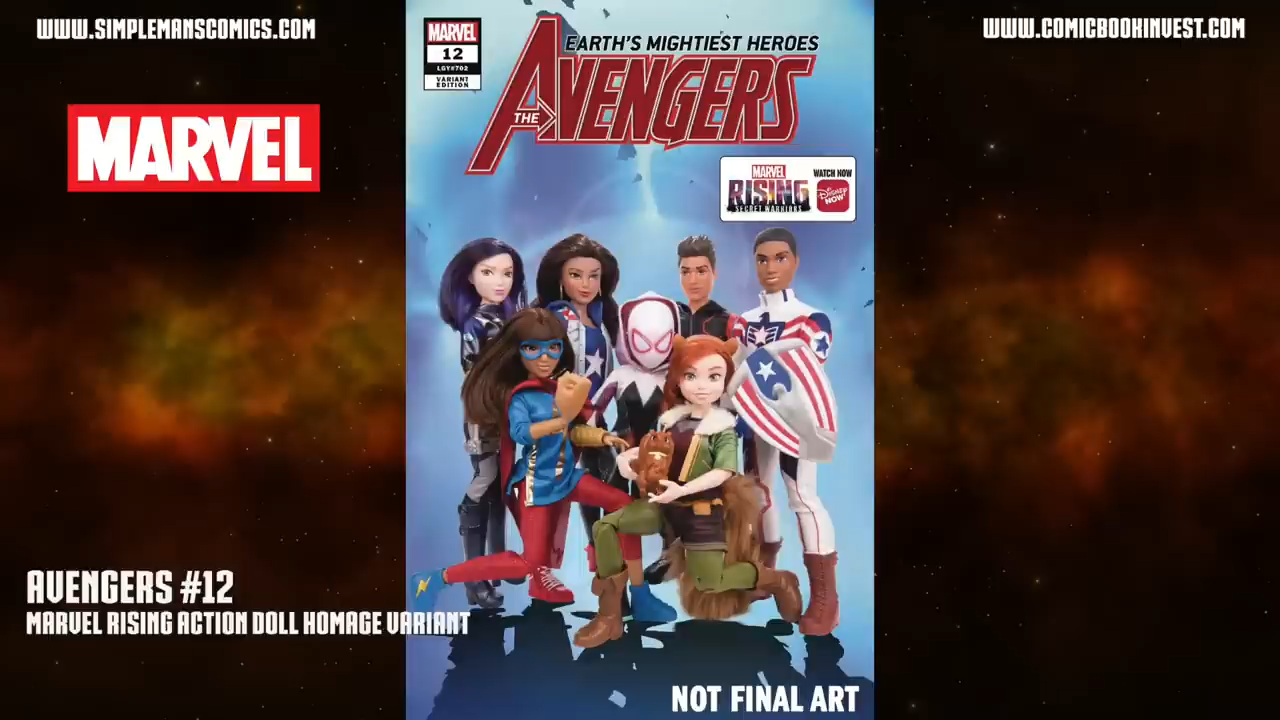 WWW.SIMPLEMANSCOMICS.COM
WWW.COMICBOOKINVEST.COM
MARVEL
12
LGY#702
VARIANT
EDITION
EARTH'S MIGHTIEST HEROES
THE AVENGERS
MARVEL
MARVEL
RISING
SECRET WARRIORS
WATCH NOW
DISNEY
NOW
AVENGERS #12
MARVEL RISING ACTION DOLL HOMAGE VARIANT
NOT FINAL ART